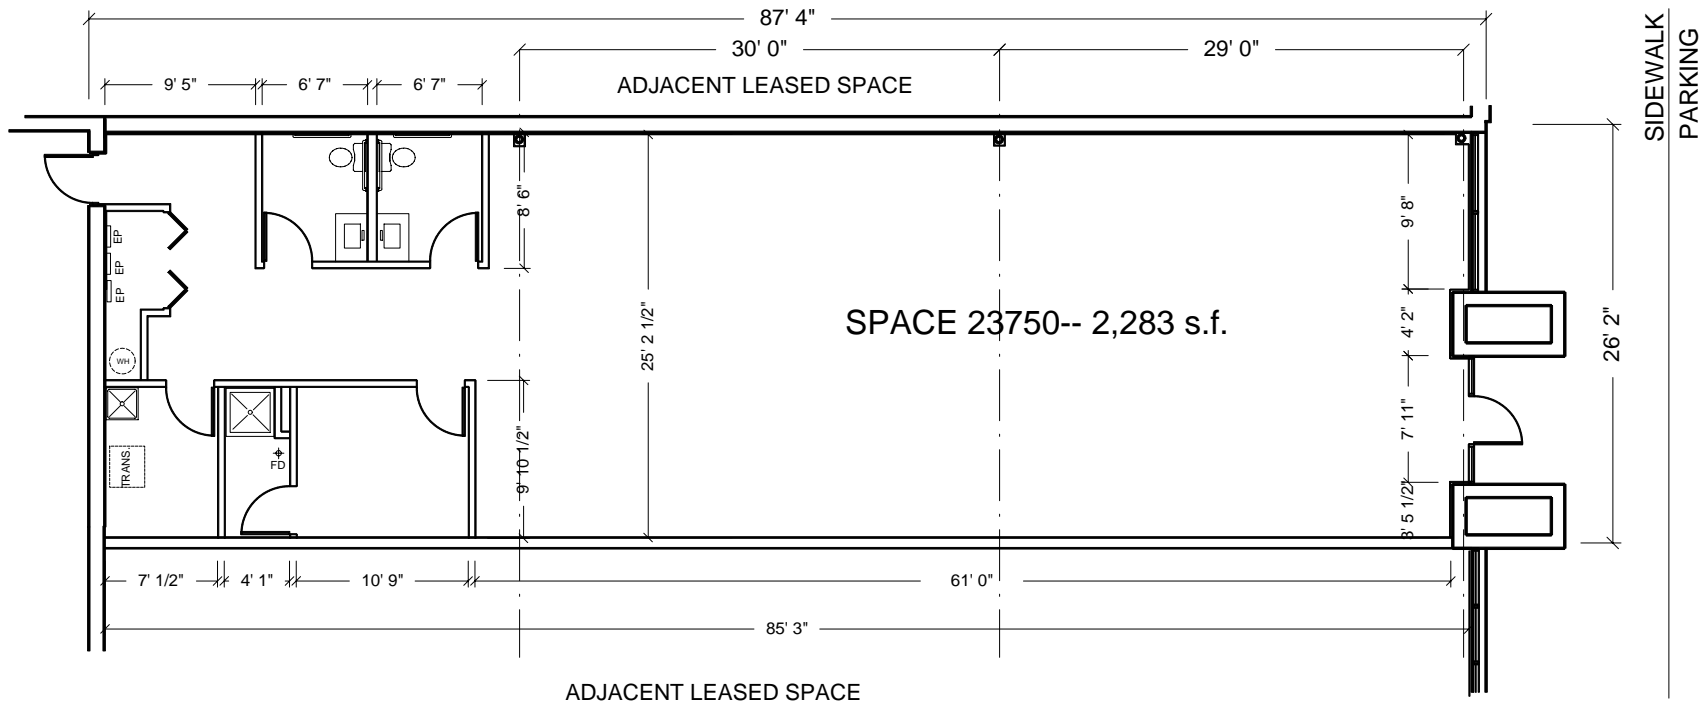 87' 4"
30' 0"
29' 0"
9' 5"
6' 7"
6' 7"
ADJACENT LEASED SPACE
SIDEWALK
PARKING
8' 6"
9' 8"
EP
EP
EP
SPACE 23750-- 2,283 s.f.
25' 2 1/2"
4' 2"
26' 2"
WH
7' 11"
9' 10 1/2"
FD
TRANS.
3' 5 1/2"
7' 1/2"
4' 1"
10' 9"
61' 0"
85' 3"
ADJACENT LEASED SPACE